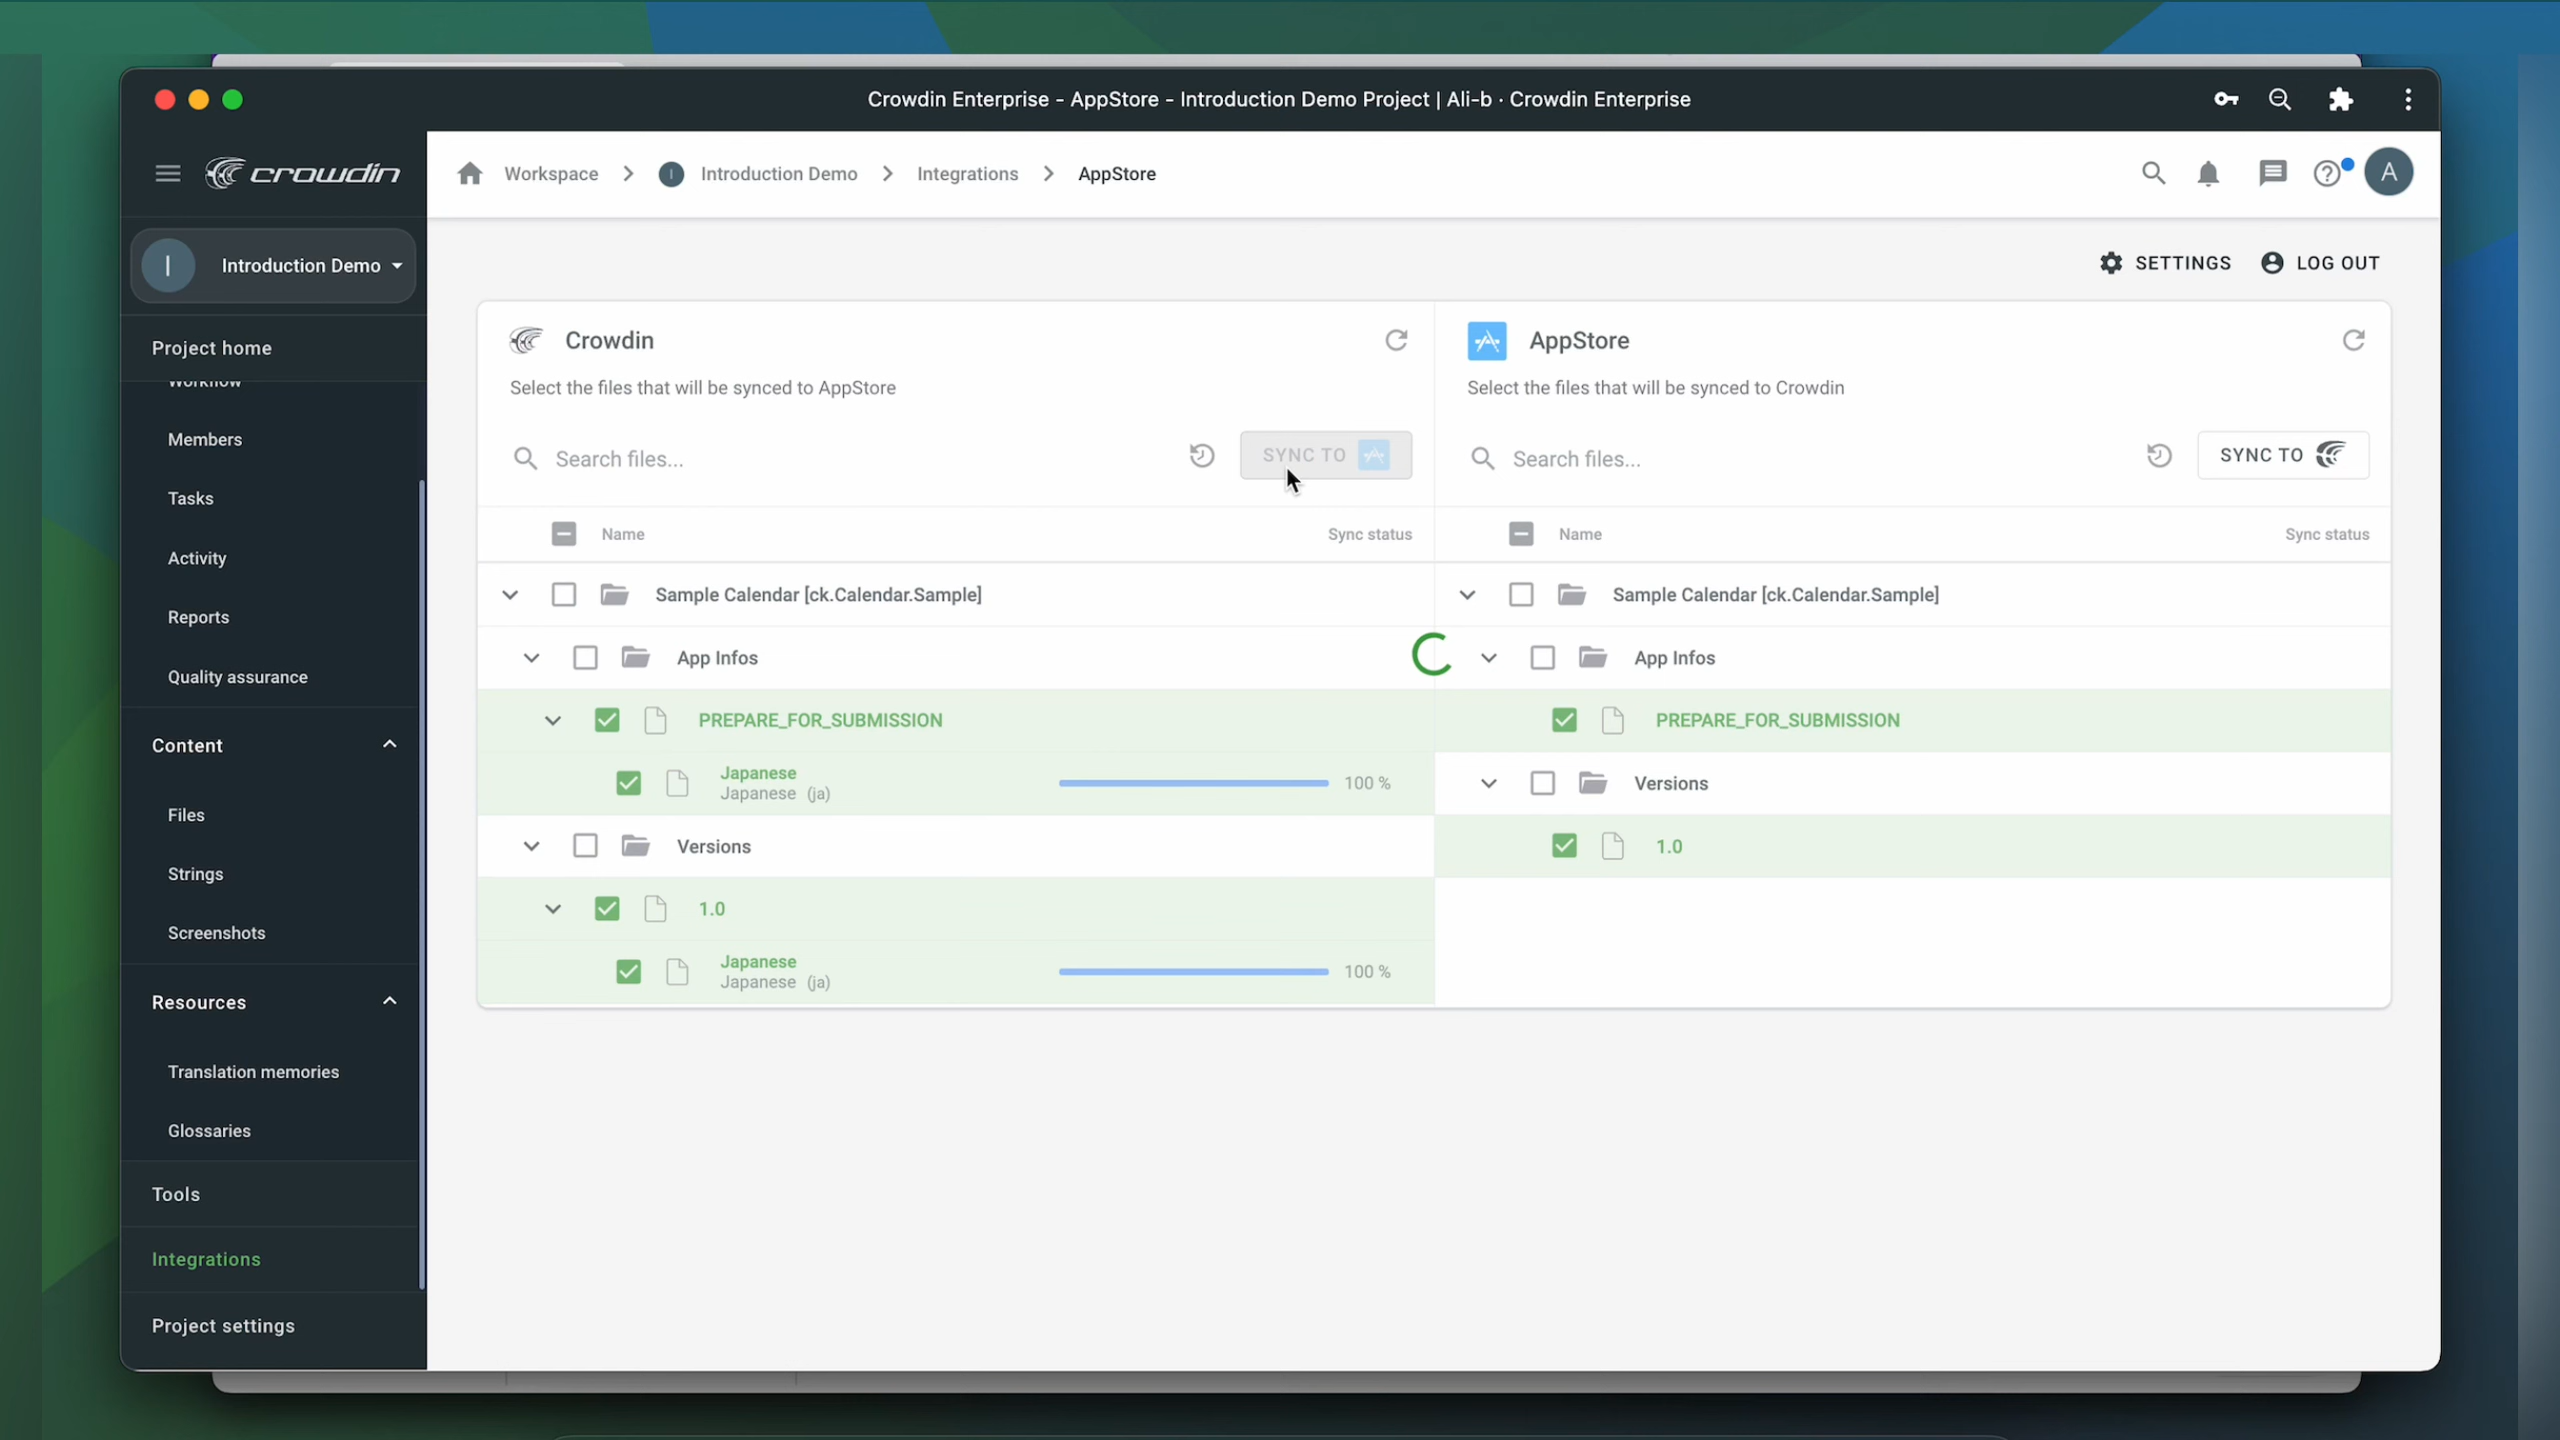 Crowdin Enterprise - AppStore - Introduction Demo Project | Ali-b · Crowdin Enterprise
crowdin
Workspace
I
Introduction Demo
Integrations
AppStore
A
I
Introduction Demo
SETTINGS
LOG OUT
Project home
Workflow
Members
Tasks
Activity
Reports
Quality assurance
Content
Files
Strings
Screenshots
Resources
Translation memories
Glossaries
Tools
Integrations
Project settings
Crowdin
Select the files that will be synced to AppStore
Search files...
SYNC TO
Name
Sync status
Sample Calendar [ck.Calendar.Sample]
App Infos
PREPARE_FOR_SUBMISSION
Japanese
Japanese (ja)
100 %
Versions
1.0
Japanese
Japanese (ja)
100 %
AppStore
Select the files that will be synced to Crowdin
Search files...
SYNC TO
Name
Sync status
Sample Calendar [ck.Calendar.Sample]
App Infos
PREPARE_FOR_SUBMISSION
Versions
1.0